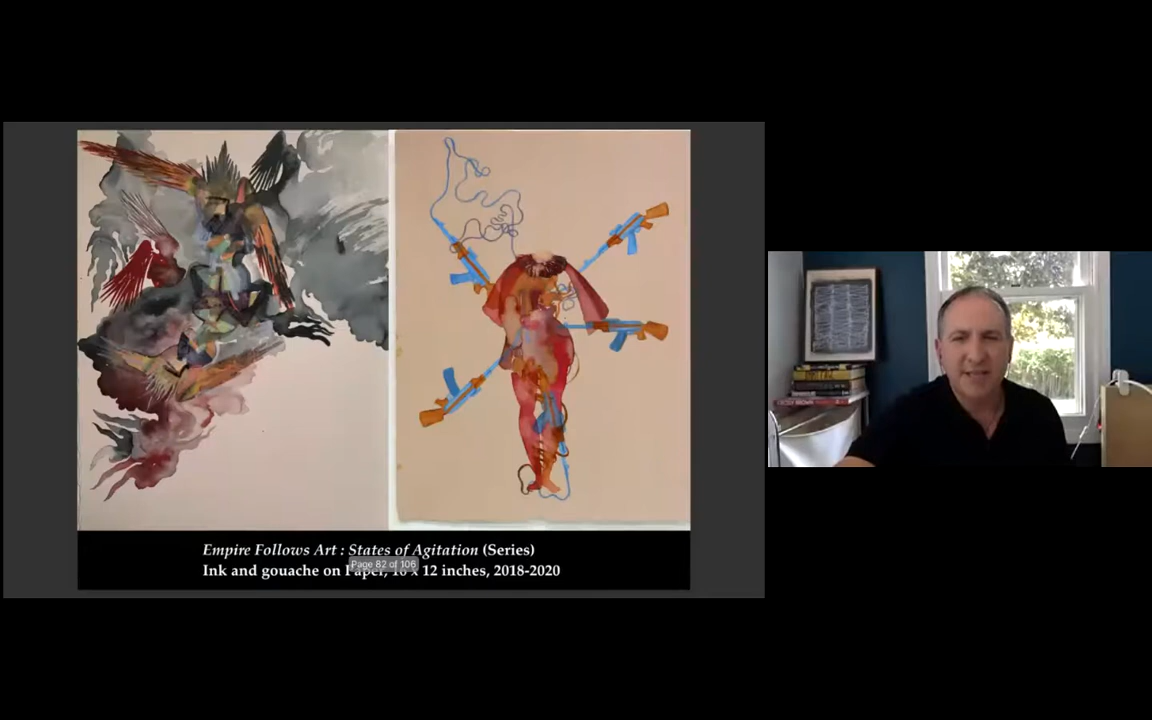 Empire Follows Art : States of Agitation (Series)
Page 82 of 106
Ink and gouache on Paper, x 12 inches, 2018-2020